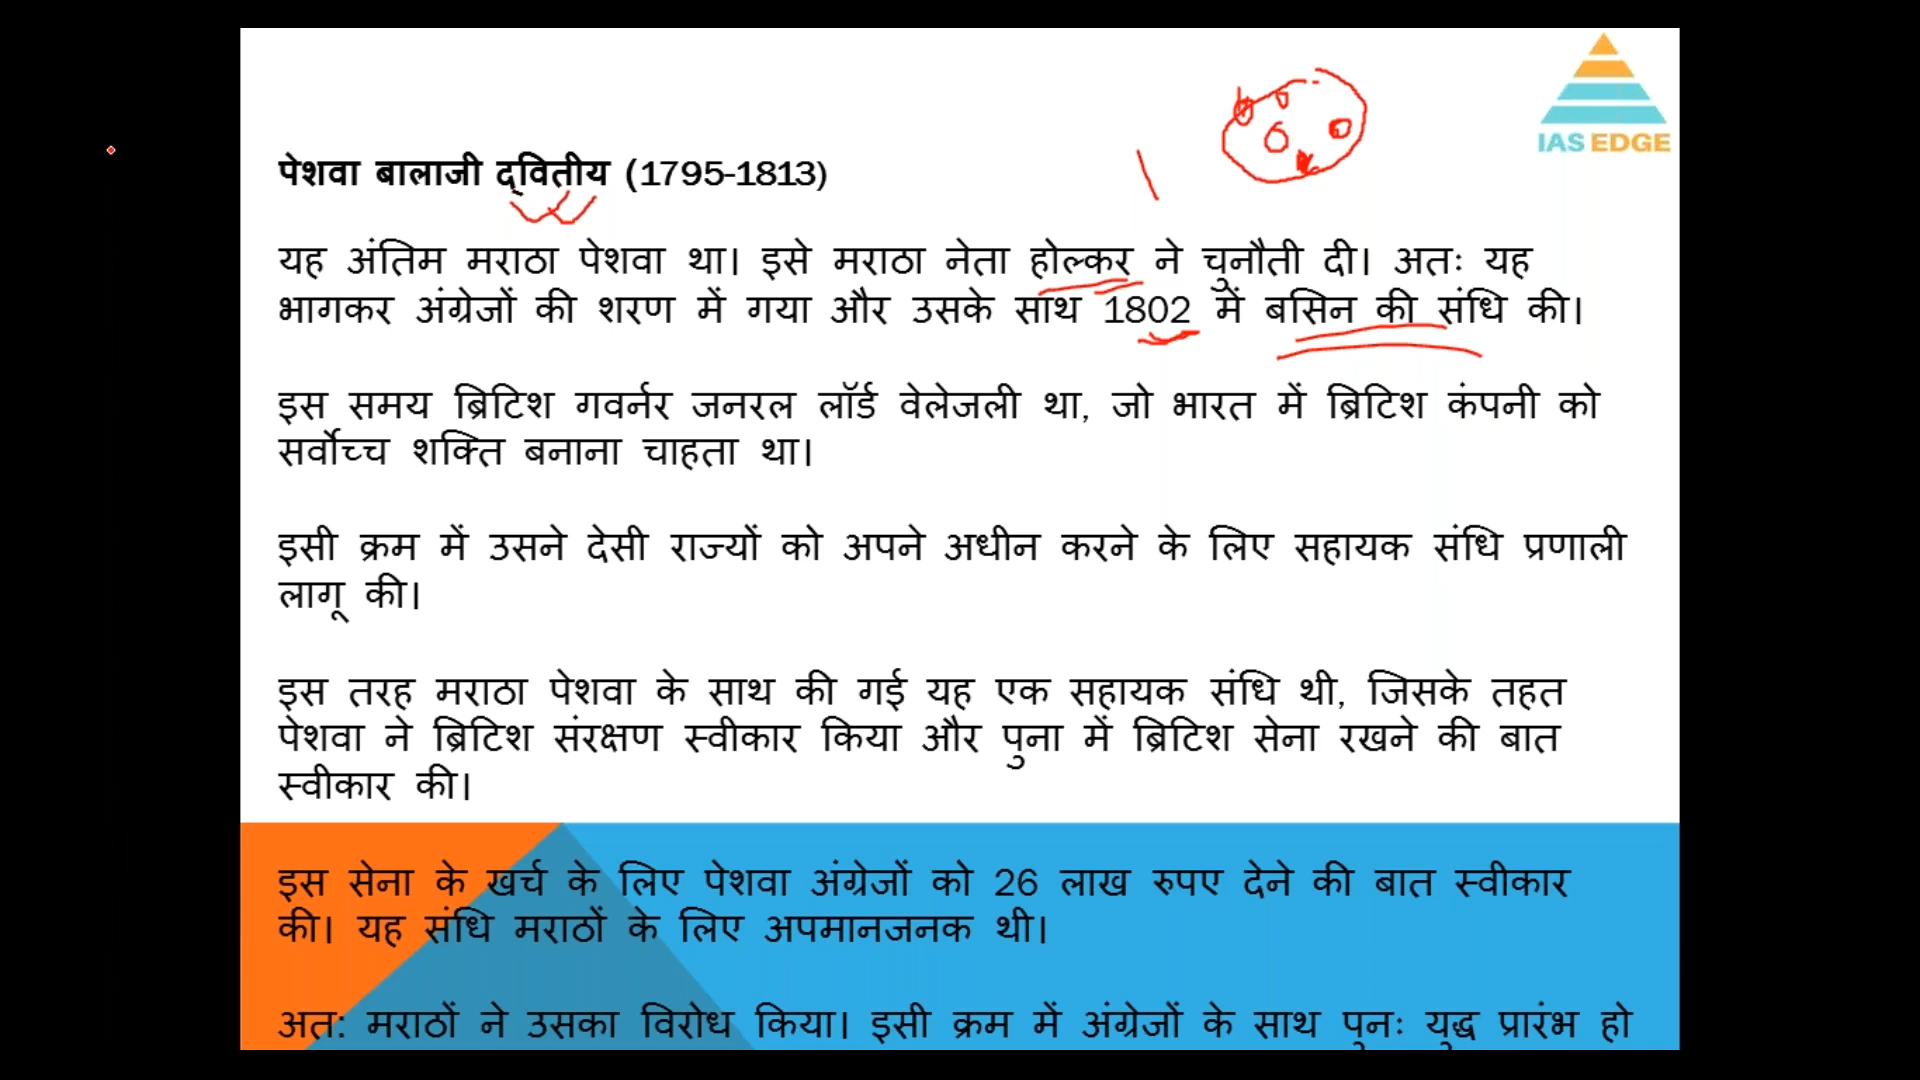 IAS EDGE
पेशवा बालाजी द्वितीय (1795-1813)
यह अंतिम मराठा पेशवा था। इसे मराठा नेता होल्कर ने चुनौती दी। अतः यह
भागकर अंग्रेजों की शरण में गया और उसके साथ 1802 में बसिन की संधि की।
इस समय ब्रिटिश गवर्नर जनरल लॉर्ड वेलेजली था, जो भारत में ब्रिटिश कंपनी को
सर्वोच्च शक्ति बनाना चाहता था।
इसी क्रम में उसने देसी राज्यों को अपने अधीन करने के लिए सहायक संधि प्रणाली
लागू की।
इस तरह मराठा पेशवा के साथ की गई यह एक सहायक संधि थी, जिसके तहत
पेशवा ने ब्रिटिश संरक्षण स्वीकार किया और पुना में ब्रिटिश सेना रखने की बात
स्वीकार की।
इस सेना के खर्च के लिए पेशवा अंग्रेजों को 26 लाख रुपए देने की बात स्वीकार
की। यह संधि मराठों के लिए अपमानजनक थी।
अत: मराठों ने उसका विरोध किया। इसी क्रम में अंग्रेजों के साथ पुनः युद्ध प्रारंभ हो